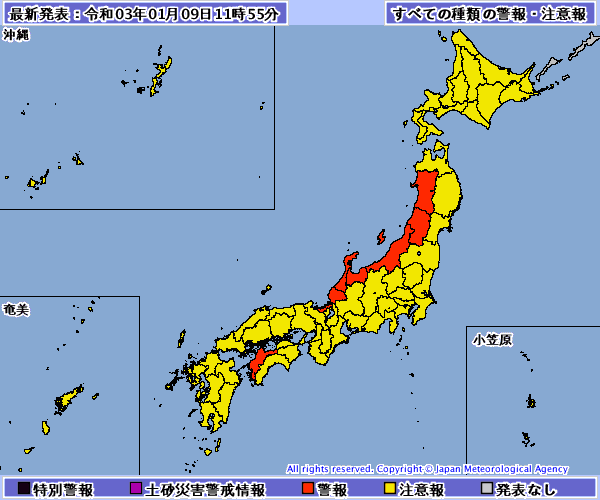 最新発表：令和03年01月09日11時55分
すべての種類の警報・注意報
沖縄
奄美
小笠原
All rights reserved. Copyright © Japan Meteorological Agency
特別警報
土砂災害警戒情報
警報
注意報
発表なし